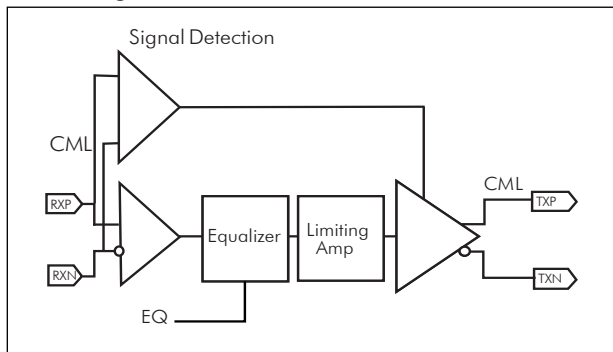 Signal Detection
CML
RXP
RXN
Equalizer
Limiting
Amp
EQ
CML
TXP
TXN